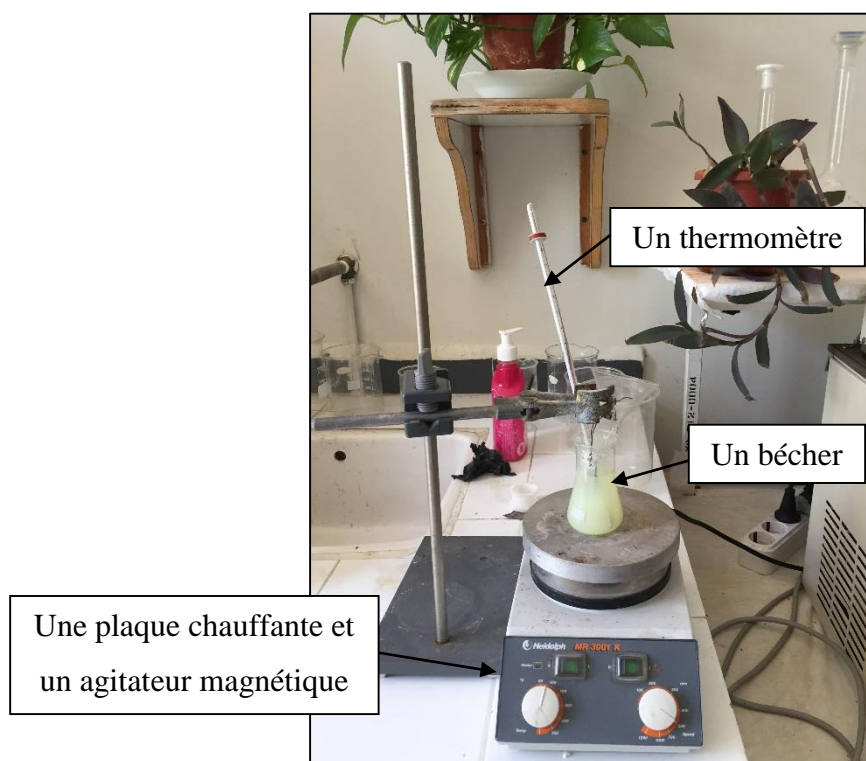 Un thermomètre
Un bécher
Une plaque chauffante et
un agitateur magnétique
Heidolph MR 3001 K